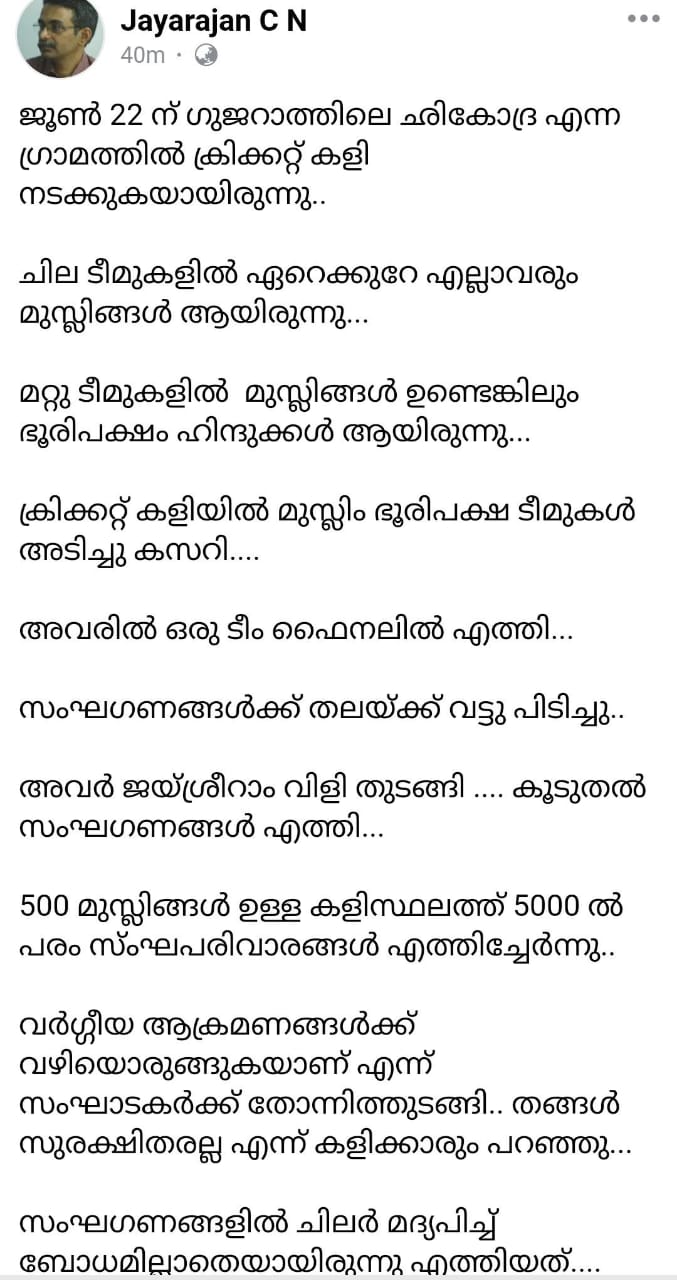 Jayarajan C N
40m ·
ജൂൺ 22 ന് ഗുജറാത്തിലെ ഛികോദ്ര എന്ന
ഗ്രാമത്തിൽ ക്രിക്കറ്റ് കളി
നടക്കുകയായിരുന്നു..
ചില ടീമുകളിൽ ഏറെക്കുറേ എല്ലാവരും
മുസ്ലിങ്ങൾ ആയിരുന്നു...
മറ്റു ടീമുകളിൽ മുസ്ലിങ്ങൾ ഉണ്ടെങ്കിലും
ഭൂരിപക്ഷം ഹിന്ദുക്കൾ ആയിരുന്നു...
ക്രിക്കറ്റ് കളിയിൽ മുസ്ലിം ഭൂരിപക്ഷ ടീമുകൾ
അടിച്ചു കസറി....
അവരിൽ ഒരു ടീം ഫൈനലിൽ എത്തി...
സംഘഗണങ്ങൾക്ക് തലയ്ക്ക് വട്ടു പിടിച്ചു..
അവർ ജയ്ശ്രീറാം വിളി തുടങ്ങി .... കൂടുതൽ
സംഘഗണങ്ങൾ എത്തി...
500 മുസ്ലിങ്ങൾ ഉള്ള കളിസ്ഥലത്ത് 5000 ൽ
പരം സ്ംഘപരിവാരങ്ങൾ എത്തിച്ചേർന്നു..
വർഗ്ഗീയ ആക്രമണങ്ങൾക്ക്
വഴിയൊരുങ്ങുകയാണ് എന്ന്
സംഘാടകർക്ക് തോന്നിത്തുടങ്ങി.. തങ്ങൾ
സുരക്ഷിതരല്ല എന്ന് കളിക്കാരും പറഞ്ഞു...
സംഘഗണങ്ങളിൽ ചിലർ മദ്യപിച്ച്
ബോധമില്ലാതെയായിരുന്നു എത്തിയത്....